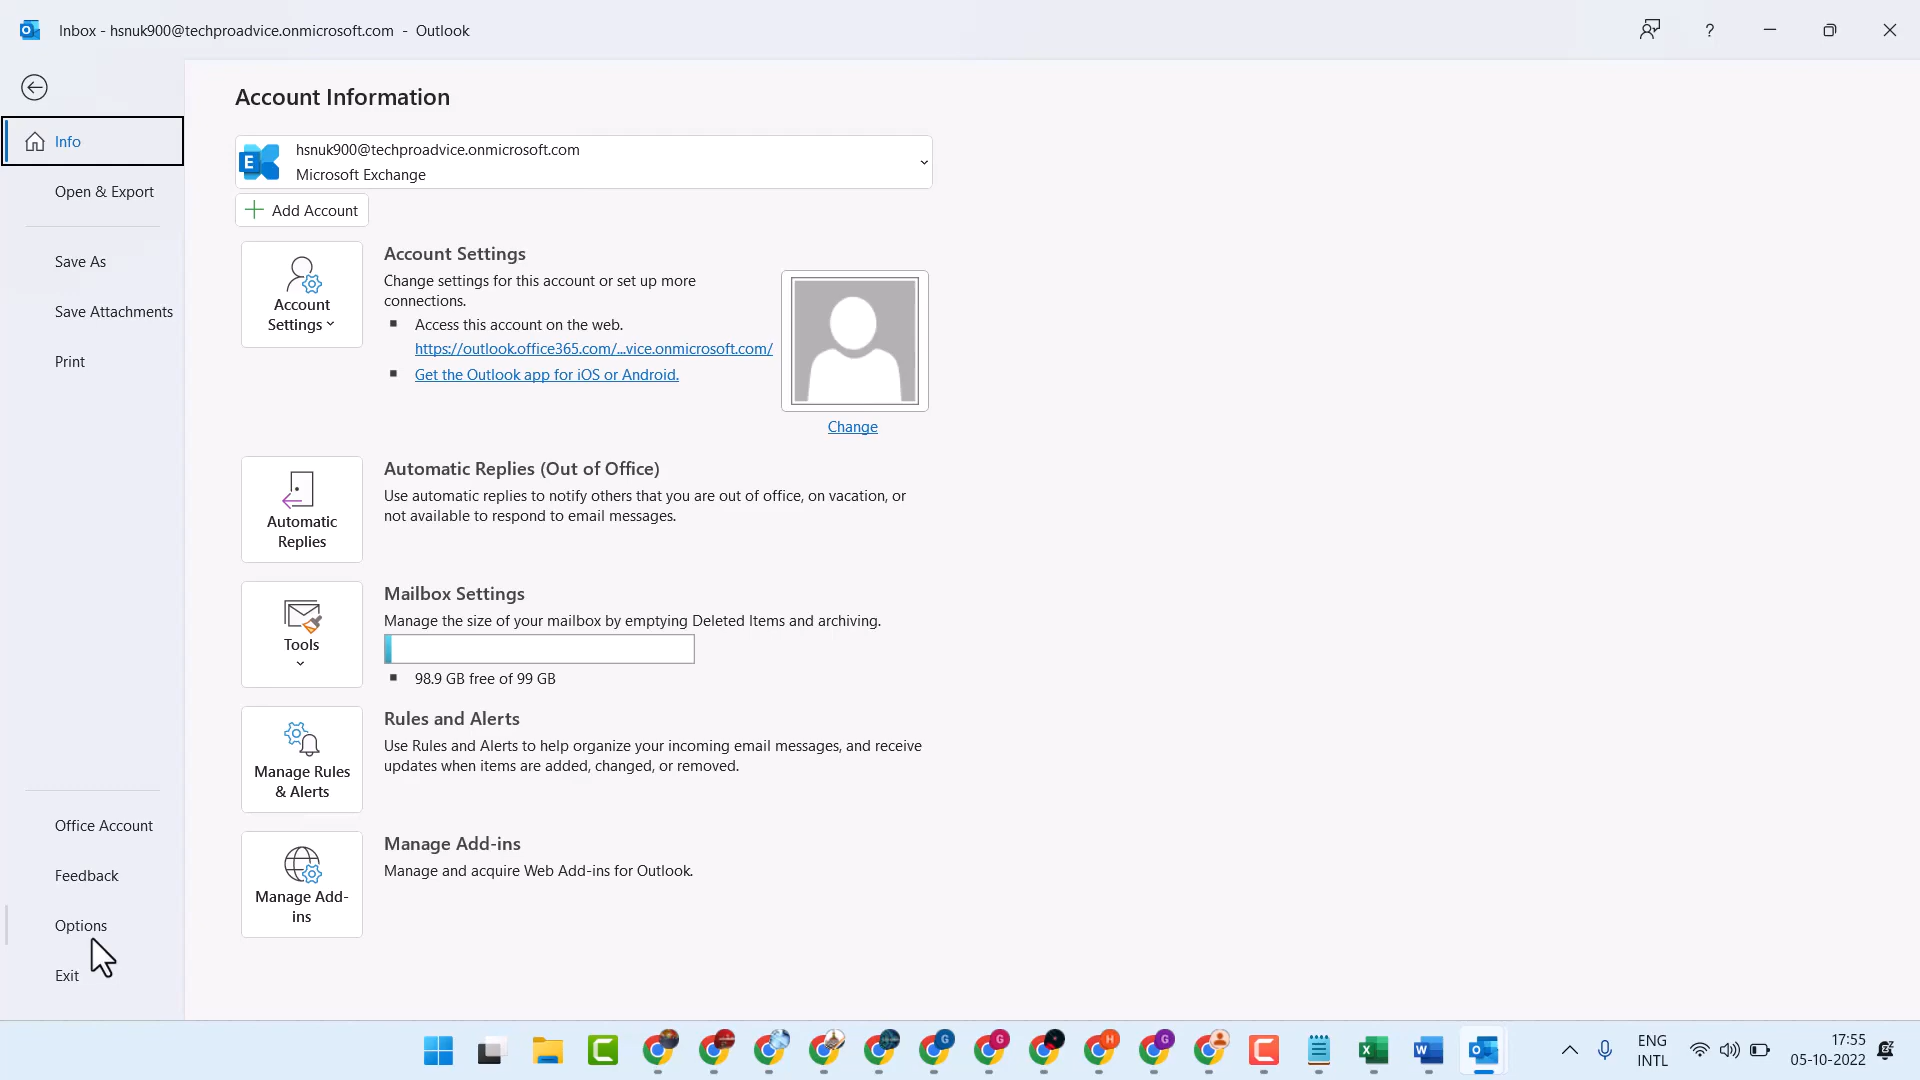 Inbox - hsnuk900@techproadvice.onmicrosoft.com - Outlook
?
Info
Open & Export
Save As
Save Attachments
Print
Office Account
Feedback
Options
Exit
Account Information
E
hsnuk900@techproadvice.onmicrosoft.com
Microsoft Exchange
Add Account
Account
Settings
Account Settings
Change settings for this account or set up more
connections.
Access this account on the web.
https://outlook.office365.com/...vice.onmicrosoft.com/
Get the Outlook app for iOS or Android.
Change
Automatic
Replies
Automatic Replies (Out of Office)
Use automatic replies to notify others that you are out of office, on vacation, or
not available to respond to email messages.
Tools
Mailbox Settings
Manage the size of your mailbox by emptying Deleted Items and archiving.
98.9 GB free of 99 GB
Manage Rules
& Alerts
Rules and Alerts
Use Rules and Alerts to help organize your incoming email messages, and receive
updates when items are added, changed, or removed.
Manage Add-
ins
Manage Add-ins
Manage and acquire Web Add-ins for Outlook.
G
G
H
G
ENG
INTL
17:55
05-10-2022